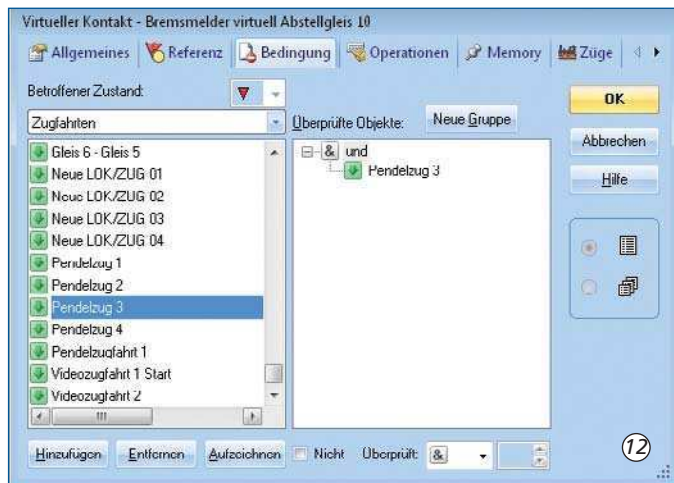 Virtueller Kontakt - Bremsmelder virtuell Abstellgleis 10
Allgemeines Referenz Bedingung Operationen Memory Züge
Betroffener Zustand:
Zugfahrten
Überprüfte Objekte: Neue Gruppe
OK
Abbrechen
Hilfe
Gleis 6 - Gleis 5
Neue LOK/ZUG 01
Neue LOK/ZUG 02
Neue LOK/ZUG 03
Neue LOK/ZUG 04
Pendelzug 1
Pendelzug 2
Pendelzug 3
Pendelzug 4
Pendelzugfahrt 1
Videozugfahrt 1 Start
Videozugfahrt 2
& und
Pendelzug 3
Hinzufügen Entfernen Aufzeichnen Nicht Überprüft: &
12